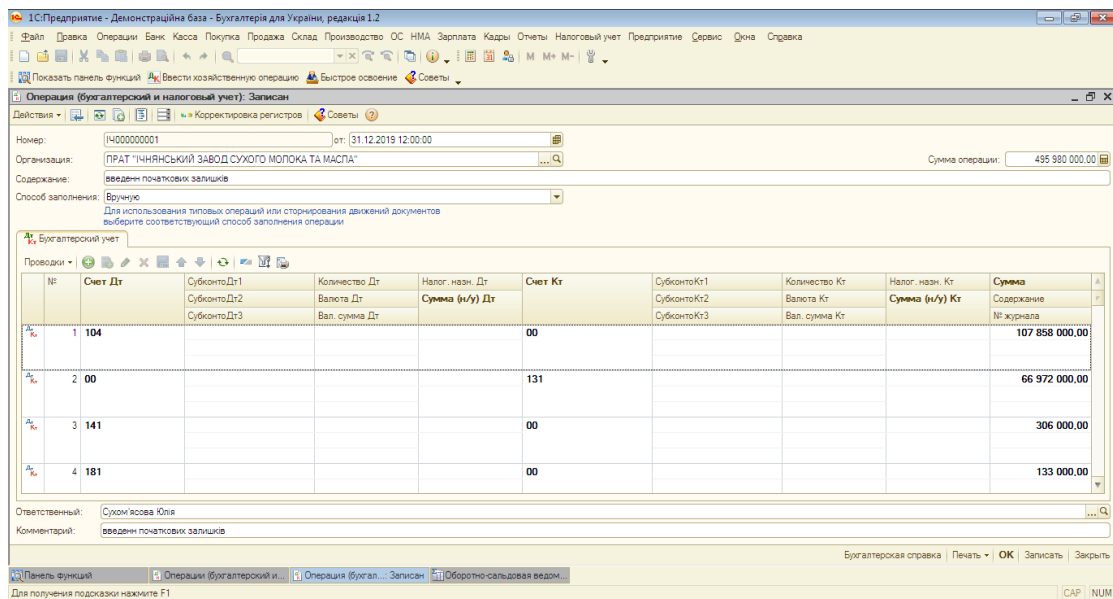 1С:Предприятие - Демонстраційна база - Бухгалтерія для України, редакція 1.2
Файл Правка Операции Банк Касса Покупка Продажа Склад Производство ОС НМА Зарплата Кадры Отчеты Налоговый учет Предприятие Сервис Окна Справка
M M+ M-
Показать панель функций Ввести хозяйственную операцию Быстрое освоение Советы
Операция (бухгалтерский и налоговый учет): Записан
Действия Корректировка регистров Советы
Номер: ІЧ000000001 от: 31.12.2019 12:00:00
Организация: ПРАТ "ІЧНЯНСЬКИЙ ЗАВОД СУХОГО МОЛОКА ТА МАСЛА" Сумма операции: 495 980 000,00
Содержание: введенн початкових залишків
Способ заполнения: Вручную
Для использования типовых операций или сторнирования движений документов
выберите соответствующий способ заполнения операции
Бухгалтерский учет
Проводки
№ Счет Дт СубконтоДт1 Количество Дт Налог. назн. Дт Счет Кт СубконтоКт1 Количество Кт Налог. назн. Кт Сумма
СубконтоДт2 Валюта Дт Сумма (н/у) Дт СубконтоКт2 Валюта Кт Сумма (н/у) Кт Содержание
СубконтоДт3 Вал. сумма Дт СубконтоКт3 Вал. сумма Кт № журнала
1 104 00 107 858 000,00
2 00 131 66 972 000,00
3 141 00 306 000,00
4 181 00 133 000,00
Ответственный: Сухом'ясова Юлія
Комментарий: введенн початкових залишків
Бухгалтерская справка Печать OK Записать Закрыть
Панель функций Операции (бухгалтерский и... Операция (бухгал...: Записан Оборотно-сальдовая ведом...
Для получения подсказки нажмите F1 CAP NUM